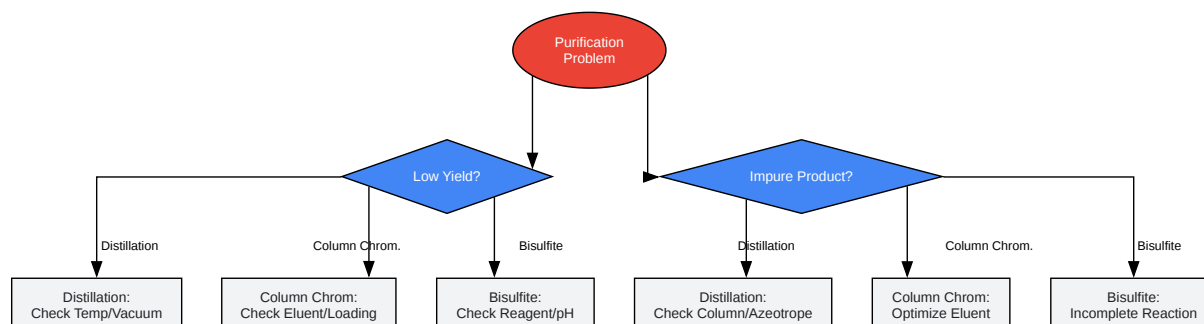 Purification
Problem
Low Yield?
Impure Product?
Distillation
Column Chrom.
Bisulfite
Distillation
Column Chrom.
Bisulfite
Distillation:
Check Temp/Vacuum
Column Chrom:
Check Eluent/Loading
Bisulfite:
Check Reagent/pH
Distillation:
Check Column/Azeotrope
Column Chrom:
Optimize Eluent
Bisulfite:
Incomplete Reaction